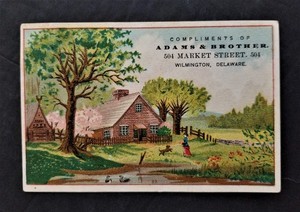 COMPLIMENTS OF
ADAMS & BROTHER.
504 MARKET STREET. 504
WILMINGTON, DELAWARE.